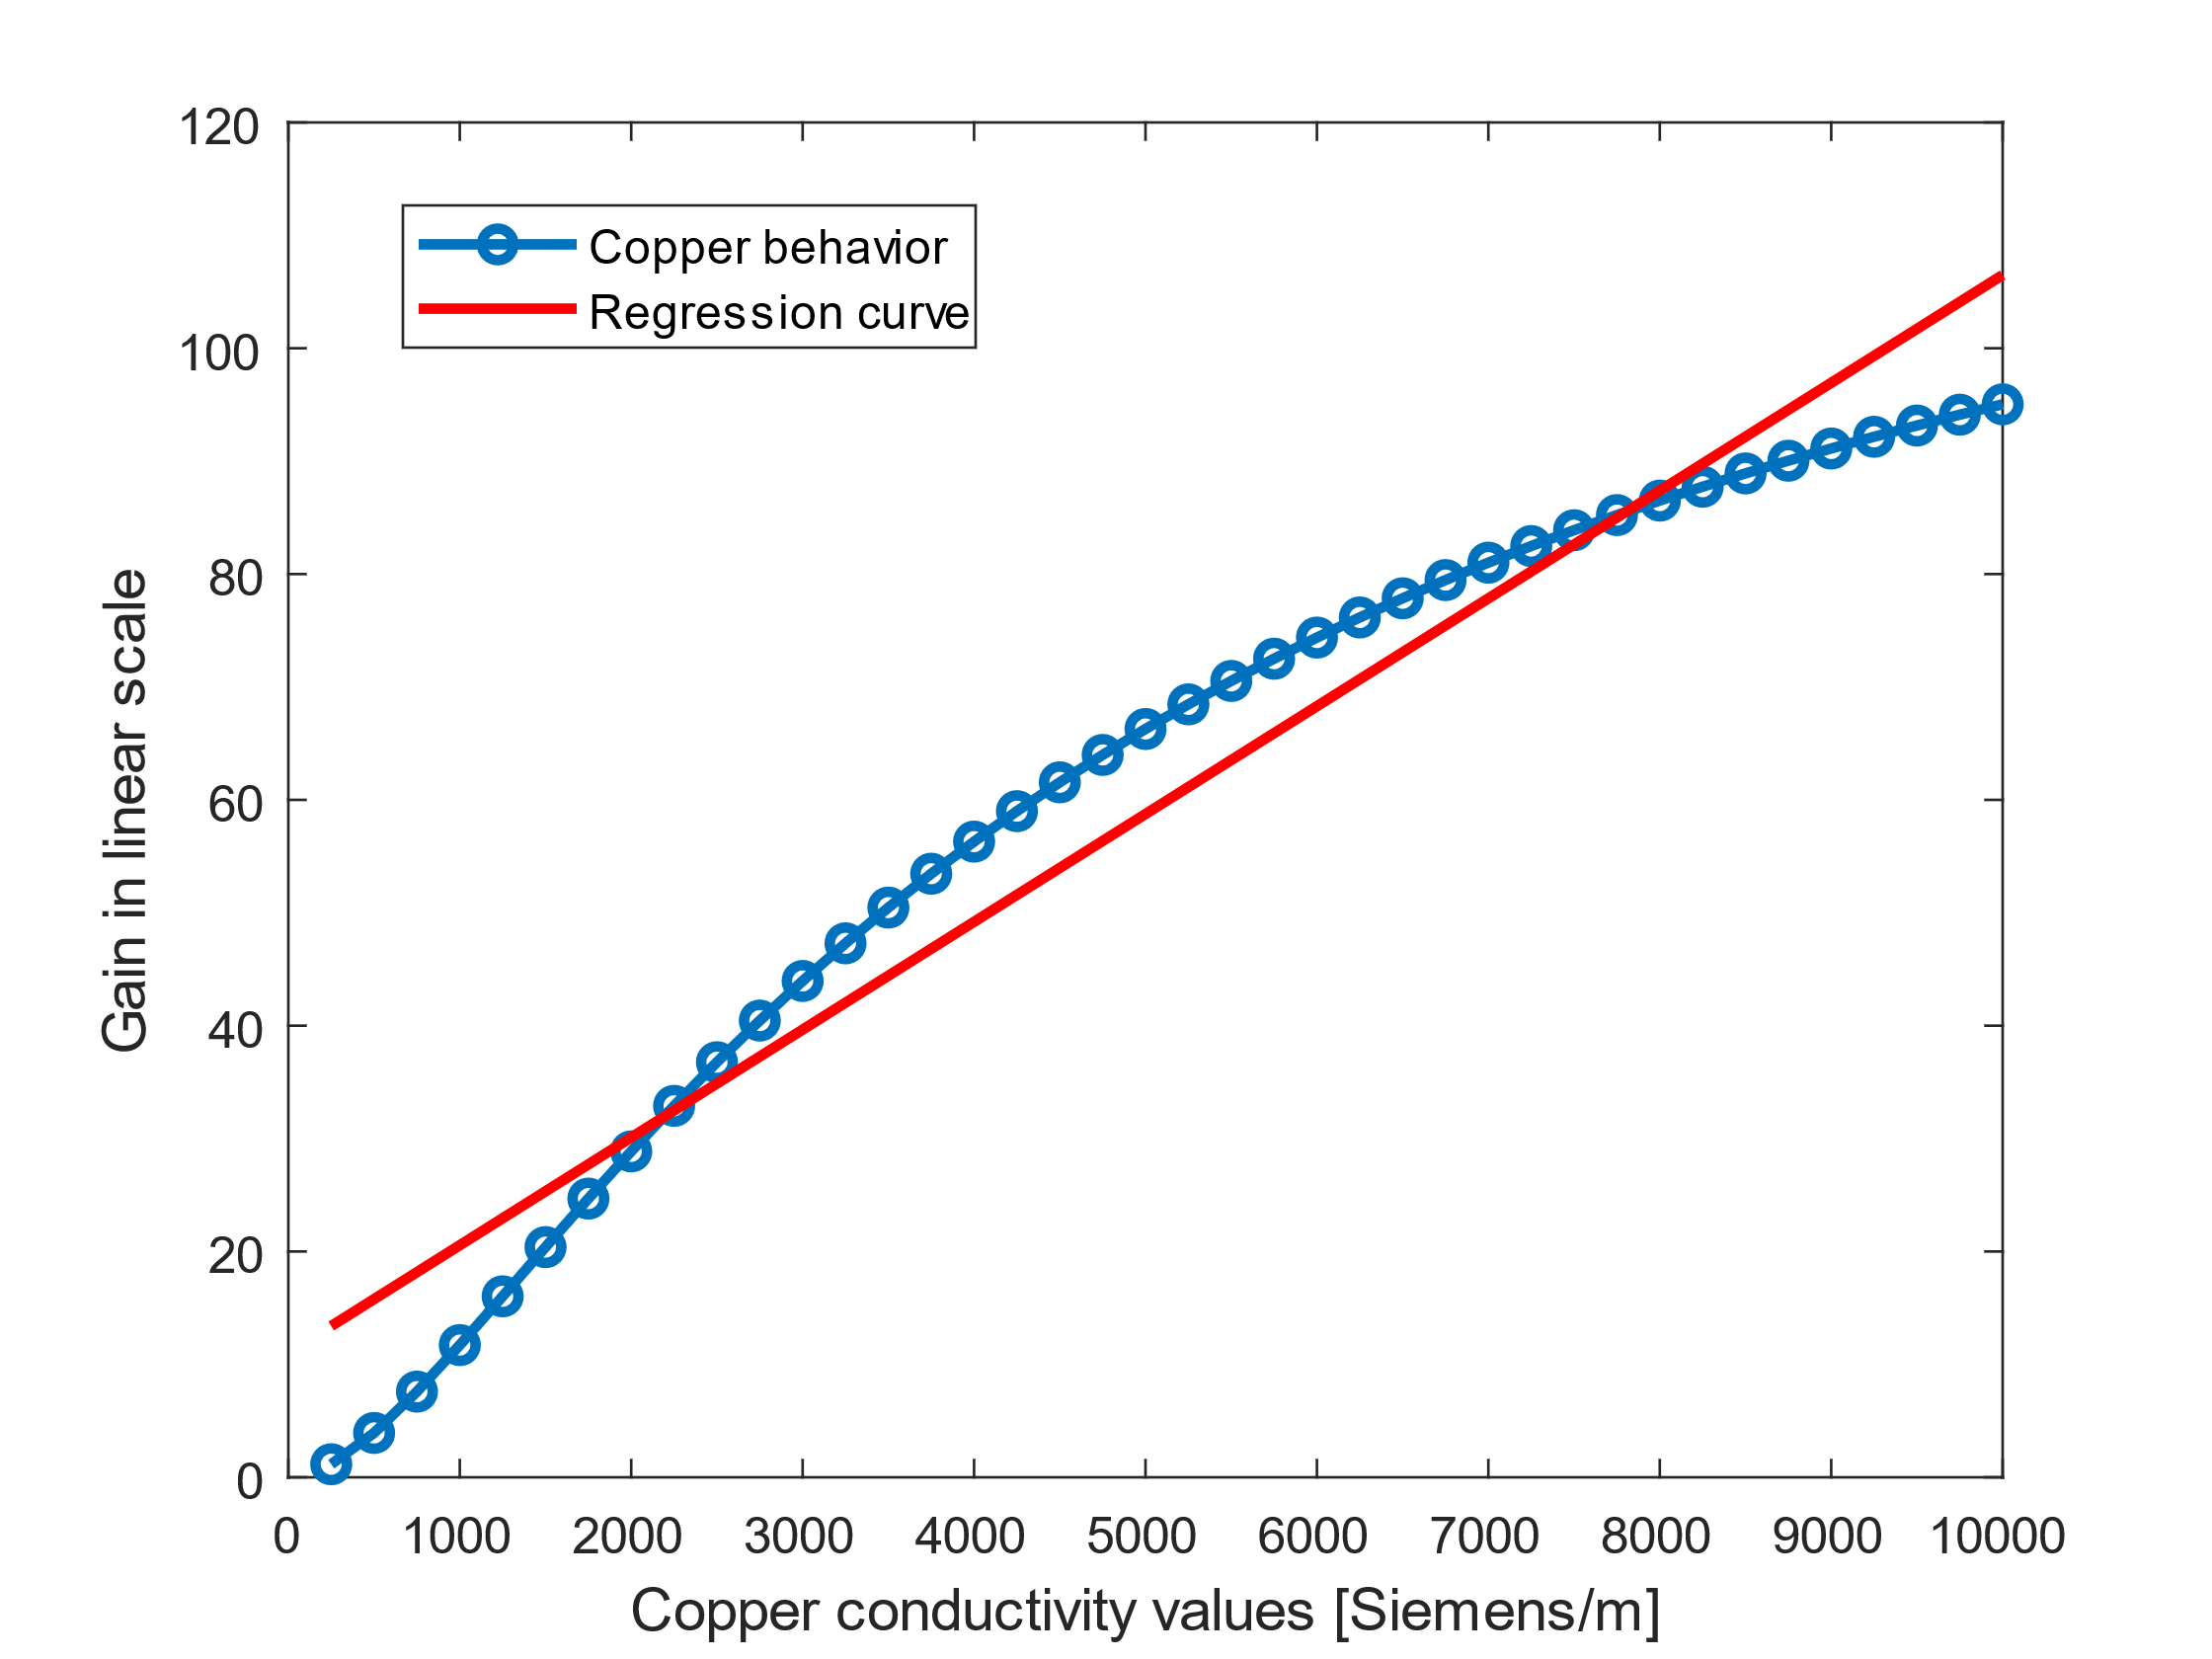 120
100
80
60
40
20
0
Gain in linear scale
Copper behavior
Regression curve
0 1000 2000 3000 4000 5000 6000 7000 8000 9000 10000
Copper conductivity values [Siemens/m]